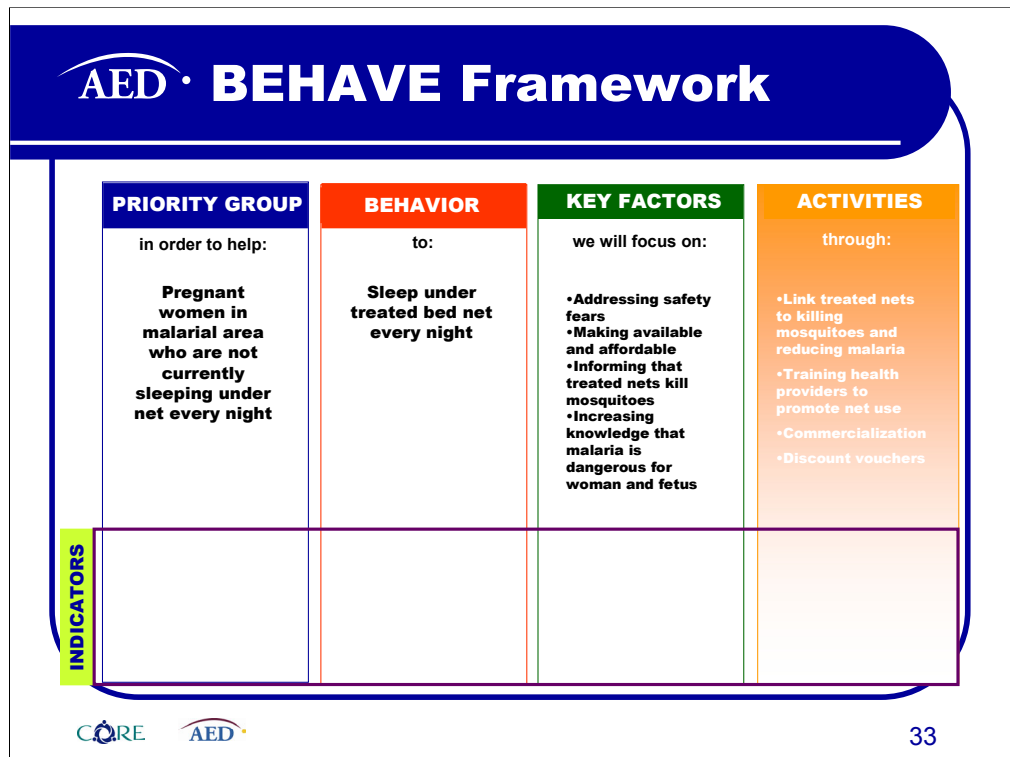 AED BEHAVE Framework
PRIORITY GROUP
in order to help:
Pregnant
women in
malarial area
who are not
currently
sleeping under
net every night
BEHAVIOR
to:
Sleep under
treated bed net
every night
KEY FACTORS
we will focus on:
•Addressing safety
fears
•Making available
and affordable
•Informing that
treated nets kill
mosquitoes
•Increasing
knowledge that
malaria is
dangerous for
woman and fetus
ACTIVITIES
through:
•Link treated nets
to killing
mosquitoes and
reducing malaria
•Training health
providers to
promote net use
•Commercialization
•Discount vouchers
INDICATORS
CORE
AED
33